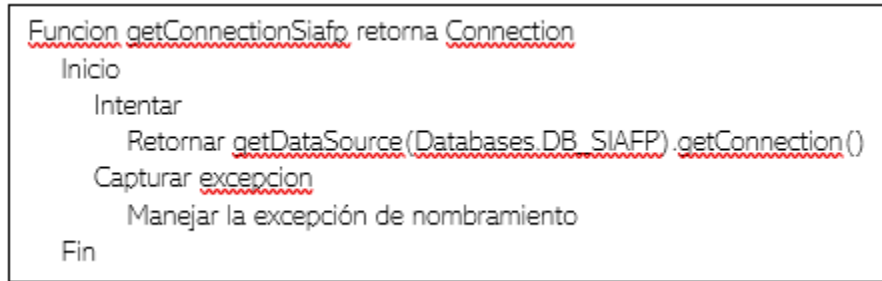 Funcion getConnectionSiafp retorna Connection
Inicio
Intentar
Retornar getDataSource(Databases.DB_SIAFP).getConnection()
Capturar excepcion
Manejar la excepción de nombramiento
Fin